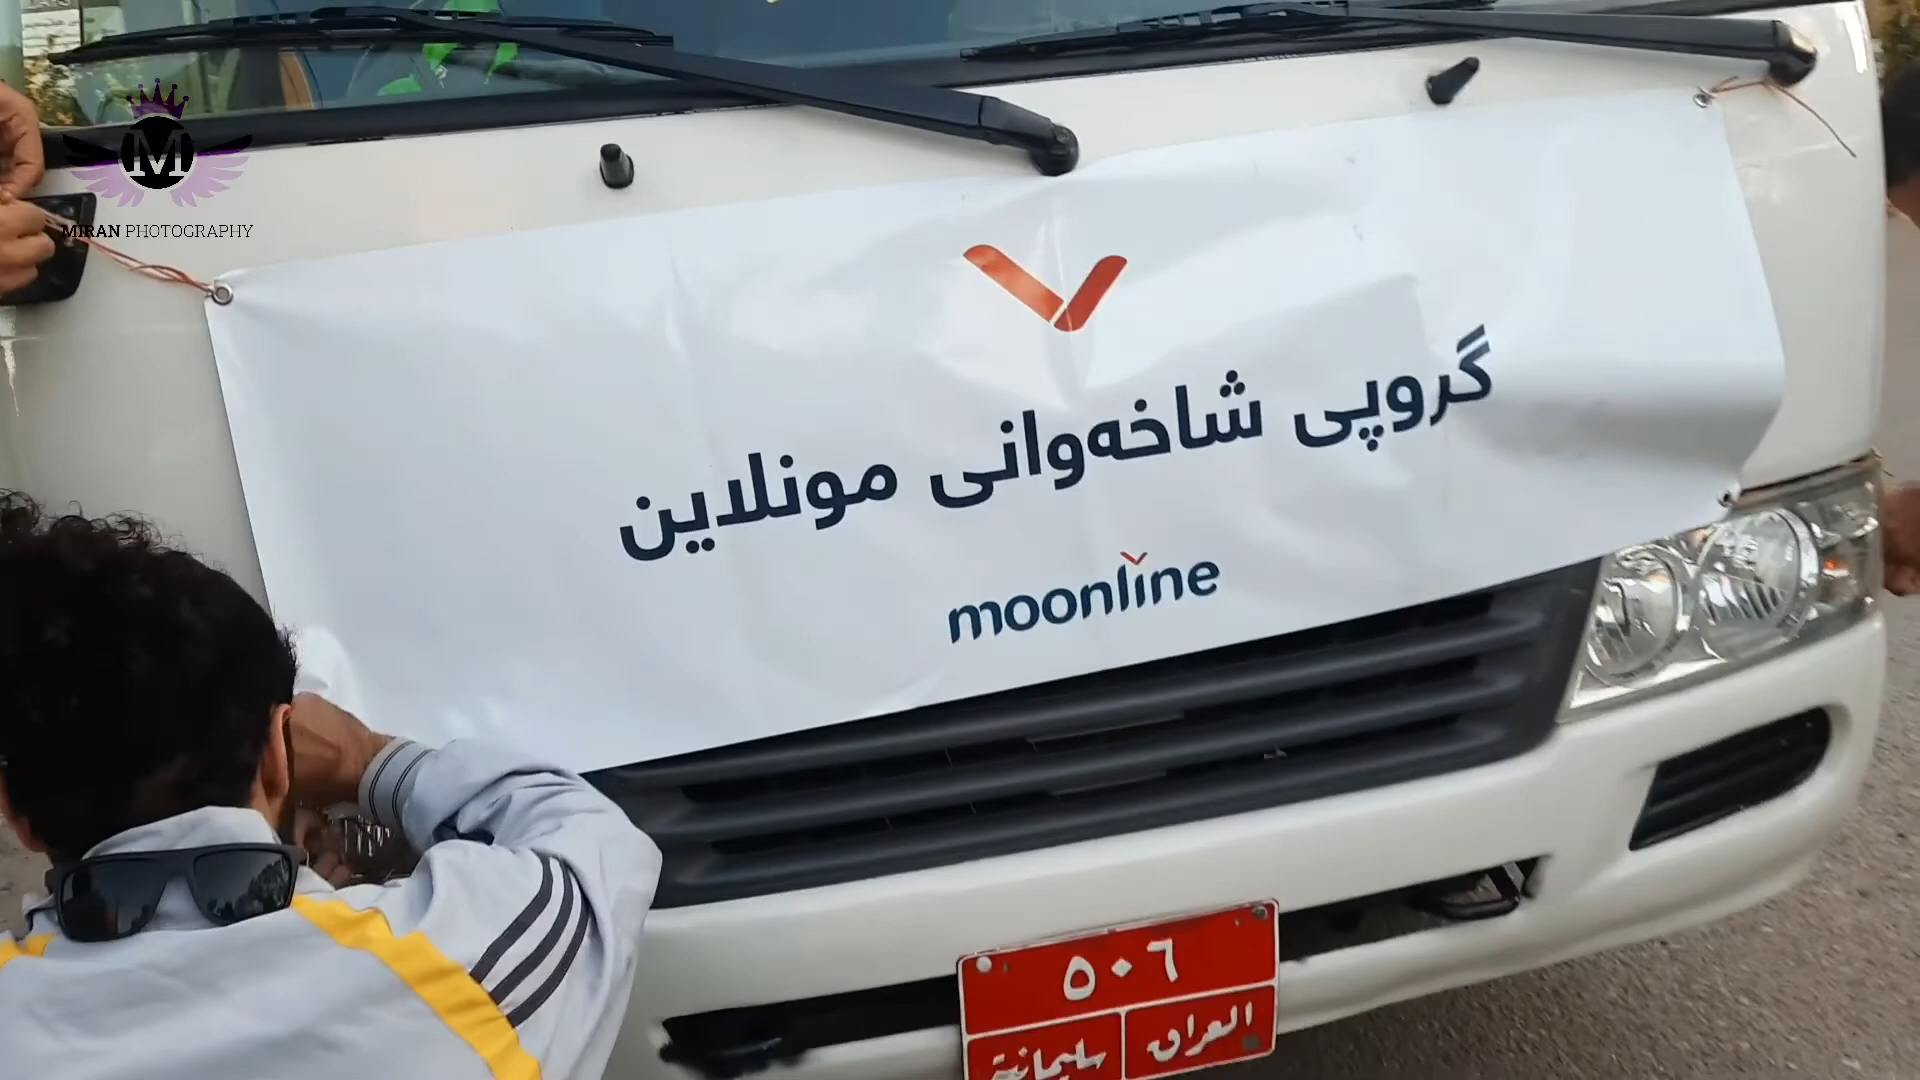 M
MIRAN PHOTOGRAPHY
گروپی شاخەوانی مونلاین
moonline
٥٠٦
العراق
سليمانية